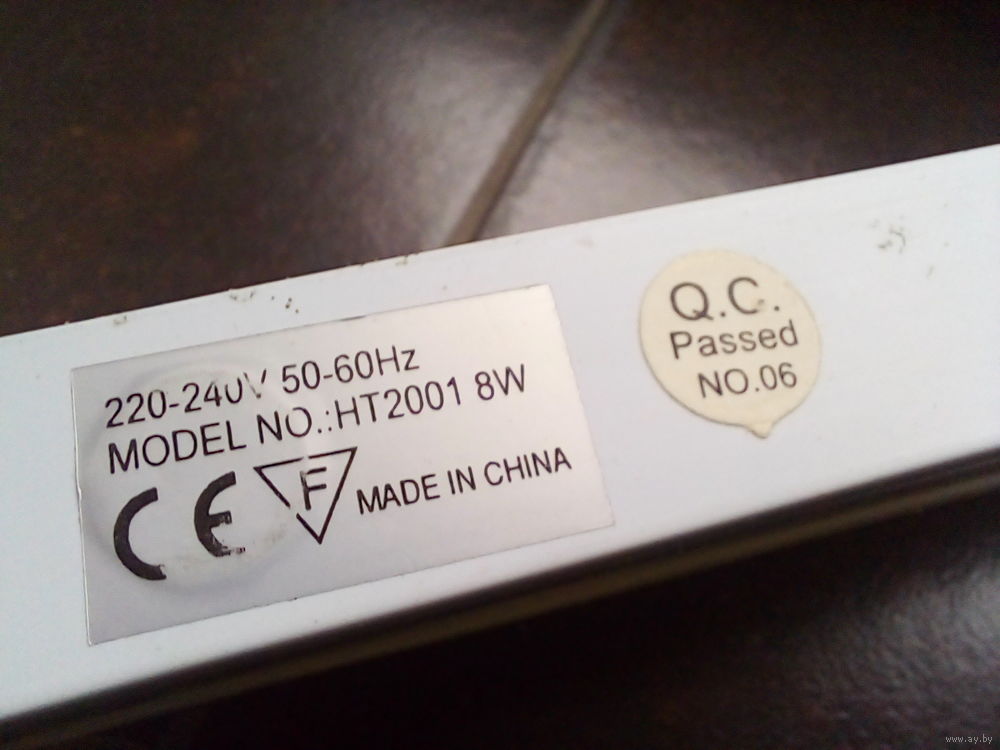 220-240V 50-60Hz
MODEL NO.:HT2001 8W
CE F MADE IN CHINA
Q.C.
Passed
NO.06
www.ay.by